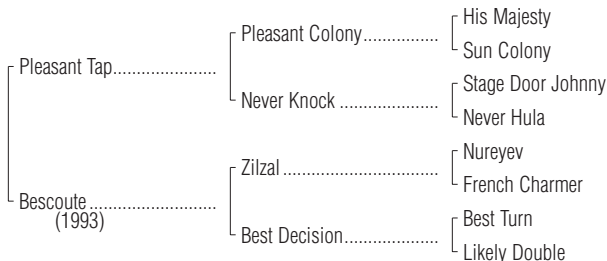 His Majesty
Pleasant Colony
Sun Colony
Pleasant Tap
Stage Door Johnny
Never Knock
Never Hula
Nureyev
Zilzal
French Charmer
Bescoute
(1993)
Best Turn
Best Decision
Likely Double